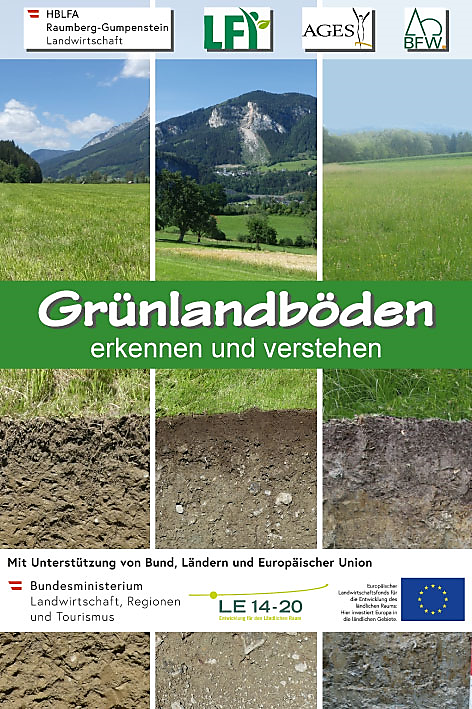 HBLFA
Raumberg-Gumpenstein
Landwirtschaft
LFI
AGES
BFW
Grünlandböden
erkennen und verstehen
Mit Unterstützung von Bund, Ländern und Europäischer Union
Bundesministerium
Landwirtschaft, Regionen
und Tourismus
LE 14-20
Entwicklung für den Ländlichen Raum
Europäischer
Landwirtschaftsfonds für
die Entwicklung des
ländlichen Raums:
Hier investiert Europa in
die ländlichen Gebiete.